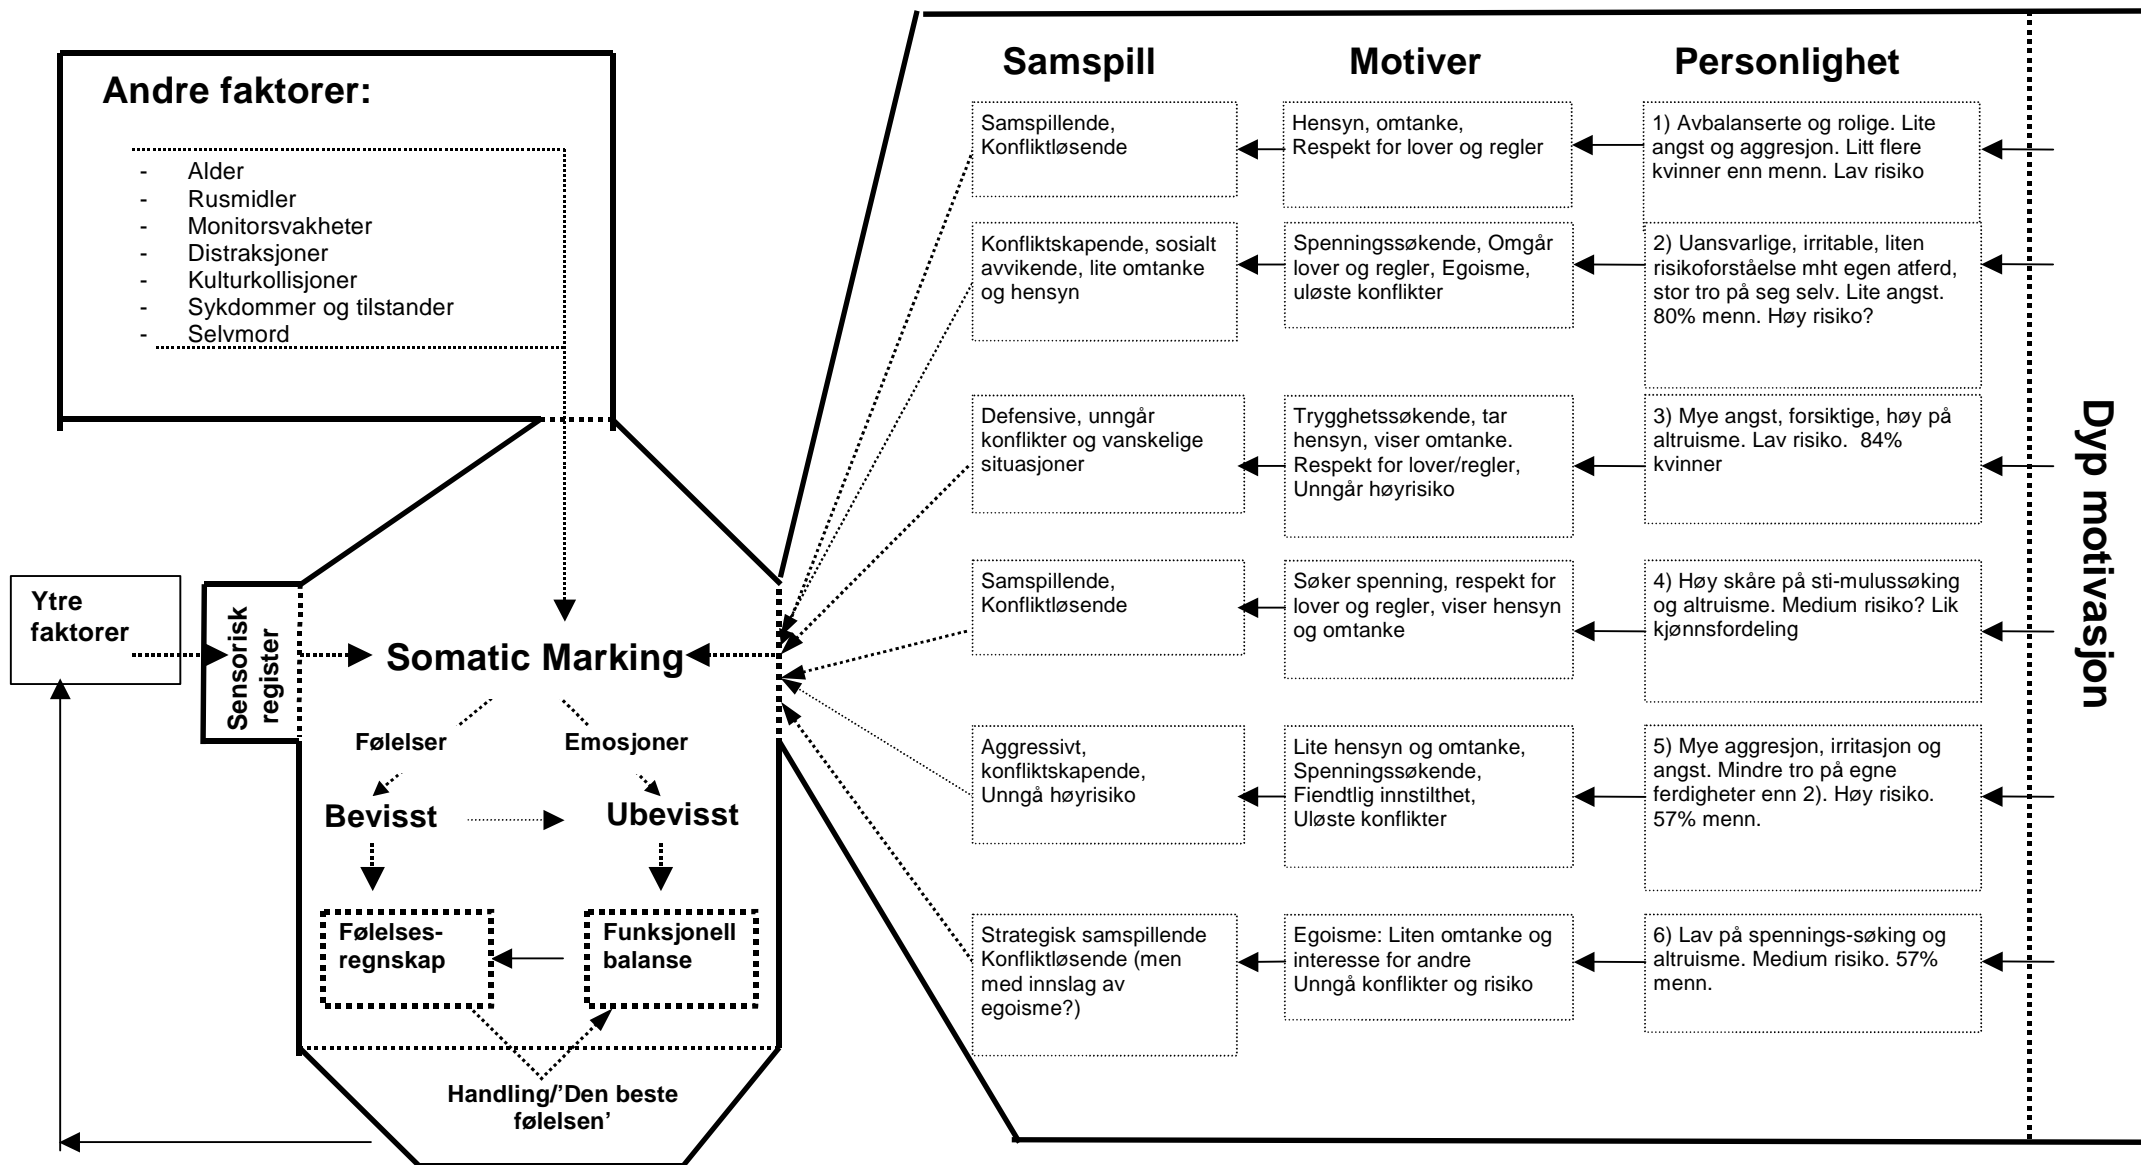 Andre faktorer:
- Alder
- Rusmidler
- Monitorsvakheter
- Distraksjoner
- Kulturkollisjoner
- Sykdommer og tilstander
- Selvmord
Ytre
faktorer
Sensorisk
register
Somatic Marking
Følelser
Emosjoner
Bevisst
Ubevisst
Følelses-
regnskap
Funksjonell
balanse
Handling/’Den beste
følelsen’
Samspill
Motiver
Personlighet
Samspillende,
Konfliktløsende
Hensyn, omtanke,
Respekt for lover og regler
1) Avbalanserte og rolige. Lite
angst og aggresjon. Litt flere
kvinner enn menn. Lav risiko
Konfliktskapende, sosialt
avvikende, lite omtanke
og hensyn
Spenningssøkende, Omgår
lover og regler, Egoisme,
uløste konflikter
2) Uansvarlige, irritable, liten
risikoforståelse mht egen atferd,
stor tro på seg selv. Lite angst.
80% menn. Høy risiko?
Defensive, unngår
konflikter og vanskelige
situasjoner
Trygghetssøkende, tar
hensyn, viser omtanke.
Respekt for lover/regler,
Unngår høyrisiko
3) Mye angst, forsiktige, høy på
altruisme. Lav risiko. 84%
kvinner
Samspillende,
Konfliktløsende
Søker spenning, respekt for
lover og regler, viser hensyn
og omtanke
4) Høy skåre på sti-mulussøking
og altruisme. Medium risiko? Lik
kjønnsfordeling
Aggressivt,
konfliktskapende,
Unngå høyrisiko
Lite hensyn og omtanke,
Spenningssøkende,
Fiendtlig innstilthet,
Uløste konflikter
5) Mye aggresjon, irritasjon og
angst. Mindre tro på egne
ferdigheter enn 2). Høy risiko.
57% menn.
Strategisk samspillende
Konfliktløsende (men
med innslag av
egoisme?)
Egoisme: Liten omtanke og
interesse for andre
Unngå konflikter og risiko
6) Lav på spennings-søking og
altruisme. Medium risiko. 57%
menn.
Dyp motivasjon